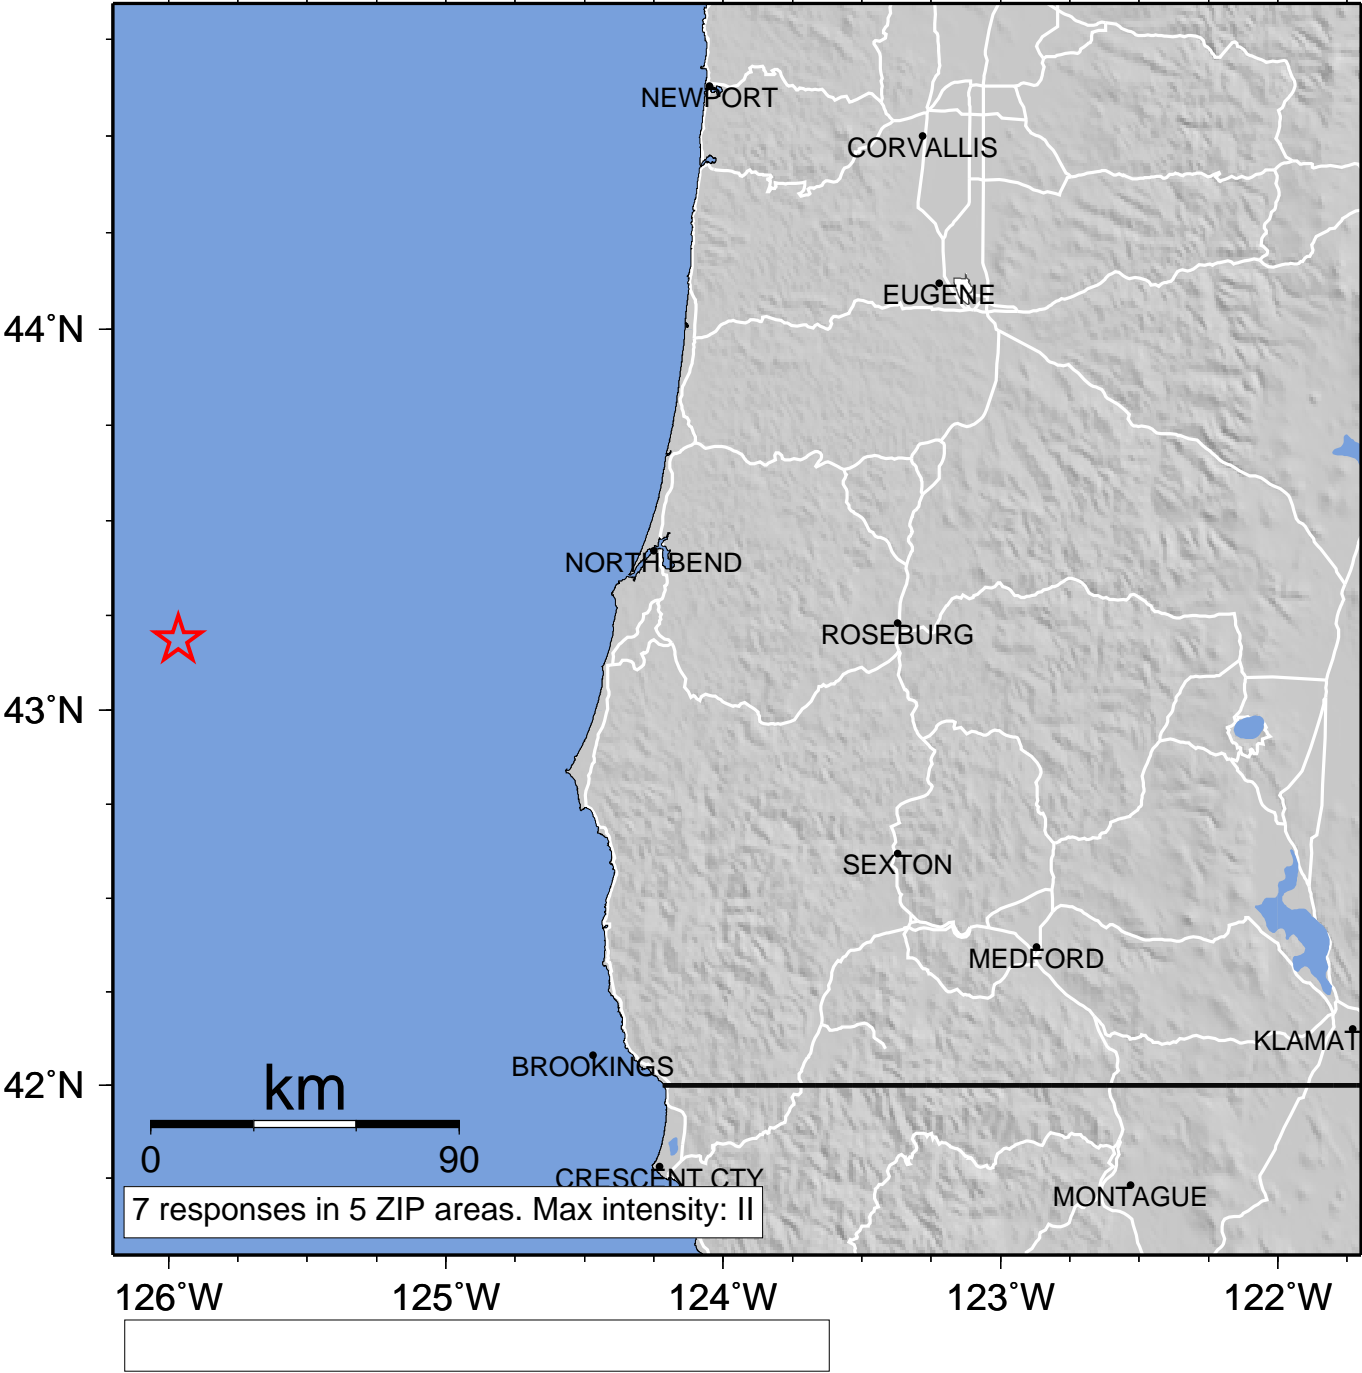 NEWPORT
CORVALLIS
EUGENE
44°N
NORTH BEND
ROSEBURG
43°N
SEXTON
MEDFORD
KLAMAT
BROOKINGS
42°N
km
0 90
CRESCENT CTY
MONTAGUE
7 responses in 5 ZIP areas. Max intensity: II
126°W 125°W 124°W 123°W 122°W